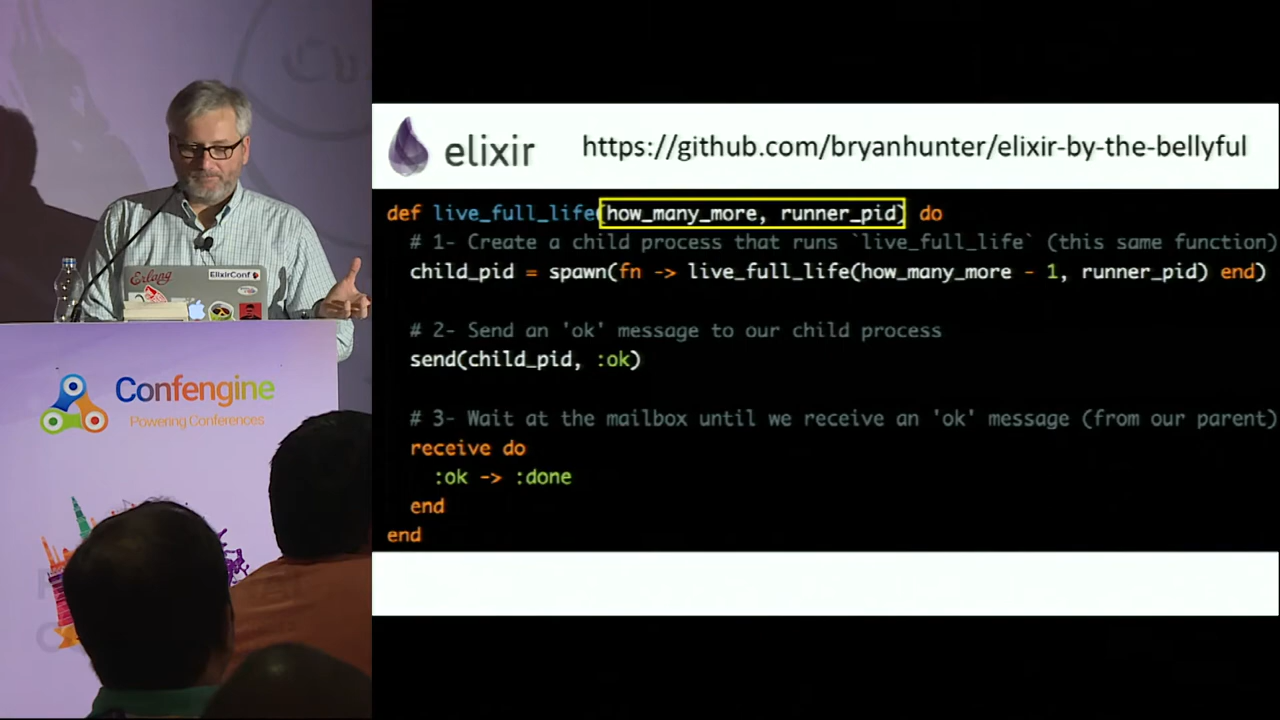 elixir
https://github.com/bryanhunter/elixir-by-the-bellyful
def live_full_life(how_many_more, runner_pid) do
# 1- Create a child process that runs `live_full_life` (this same function)
child_pid = spawn(fn -> live_full_life(how_many_more - 1, runner_pid) end)
# 2- Send an 'ok' message to our child process
send(child_pid, :ok)
# 3- Wait at the mailbox until we receive an 'ok' message (from our parent)
receive do
:ok -> :done
end
end
Erlang
ElixirConf
Confengine
Powering Conferences